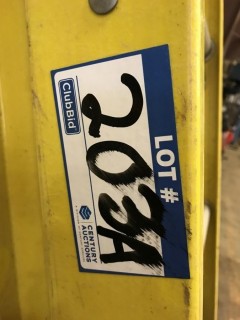 LOT #
203A
ClubBid
CENTURY
AUCTIONS